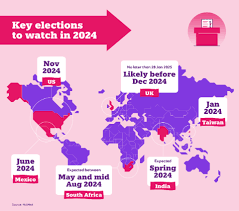 Key elections
to watch in 2024
Nov
2024
US
No later than 28 Jan 2025
Likely before
Dec 2024
UK
Jan
2024
Taiwan
June
2024
Mexico
Expected between
May and mid
Aug 2024
South Africa
Expected
Spring
2024
India